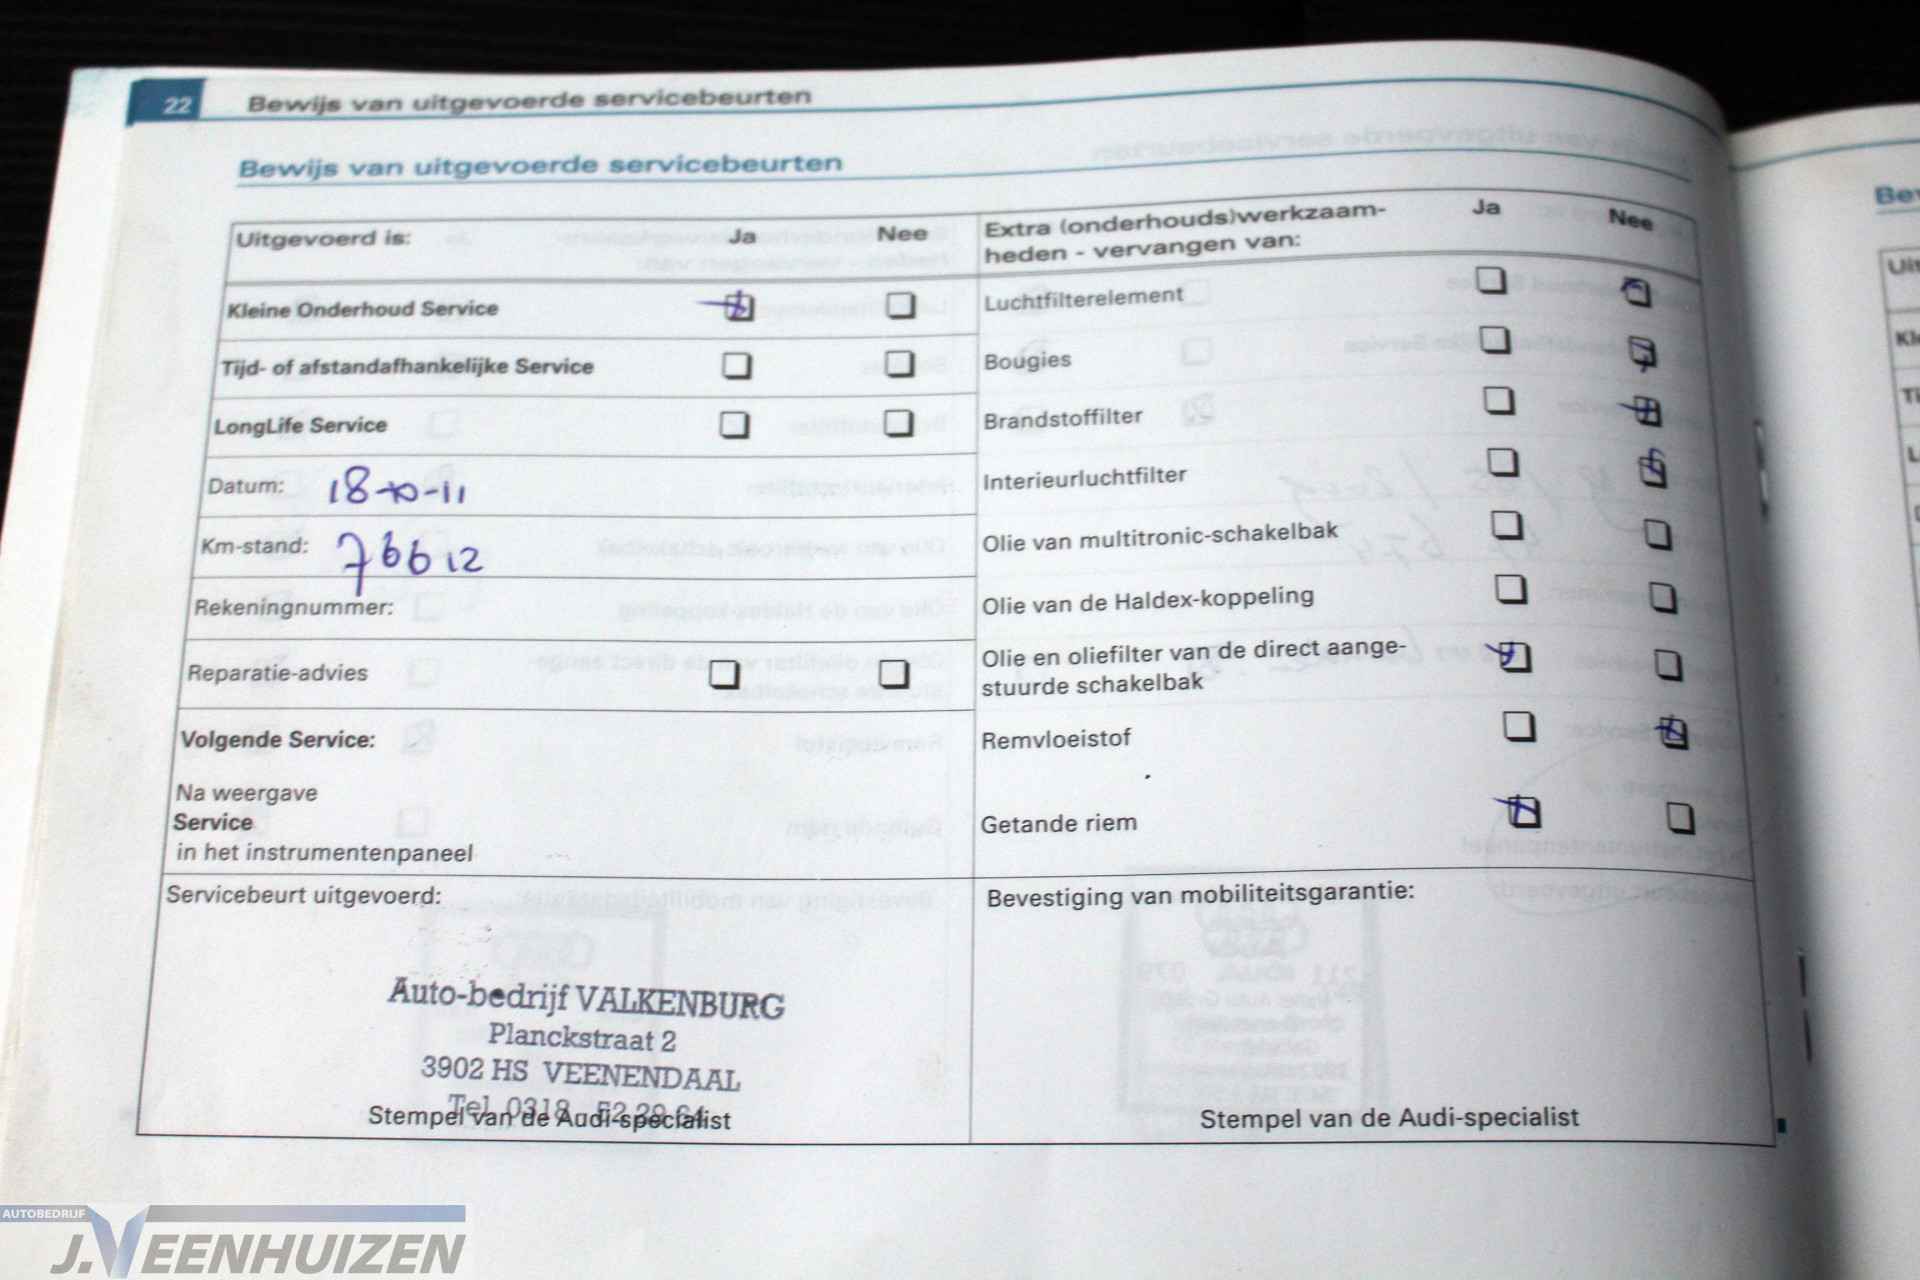 22 Bewijs van uitgevoerde servicebeurten
Bewijs van uitgevoerde servicebeurten
Uitgevoerd is: Ja Nee
Kleine Onderhoud Service
Tijd- of afstandafhankelijke Service
LongLife Service
Datum: 18-10-11
Km-stand: 76612
Rekeningnummer:
Reparatie-advies
Volgende Service:
Na weergave
Service
in het instrumentenpaneel
Servicebeurt uitgevoerd:
Auto-bedrijf VALKENBURG
Planckstraat 2
3902 HS VEENENDAAL
Tel. 0318
Stempel van de Audi-specialist
Extra (onderhouds)werkzaam- Ja Nee
heden - vervangen van:
Luchtfilterelement
Bougies
Brandstoffilter
Interieurluchtfilter
Olie van multitronic-schakelbak
Olie van de Haldex-koppeling
Olie en oliefilter van de direct aange-
stuurde schakelbak
Remvloeistof
Getande riem
Bevestiging van mobiliteitsgarantie:
Stempel van de Audi-specialist
AUTOBEDRIJF
J.VEENHUIZEN